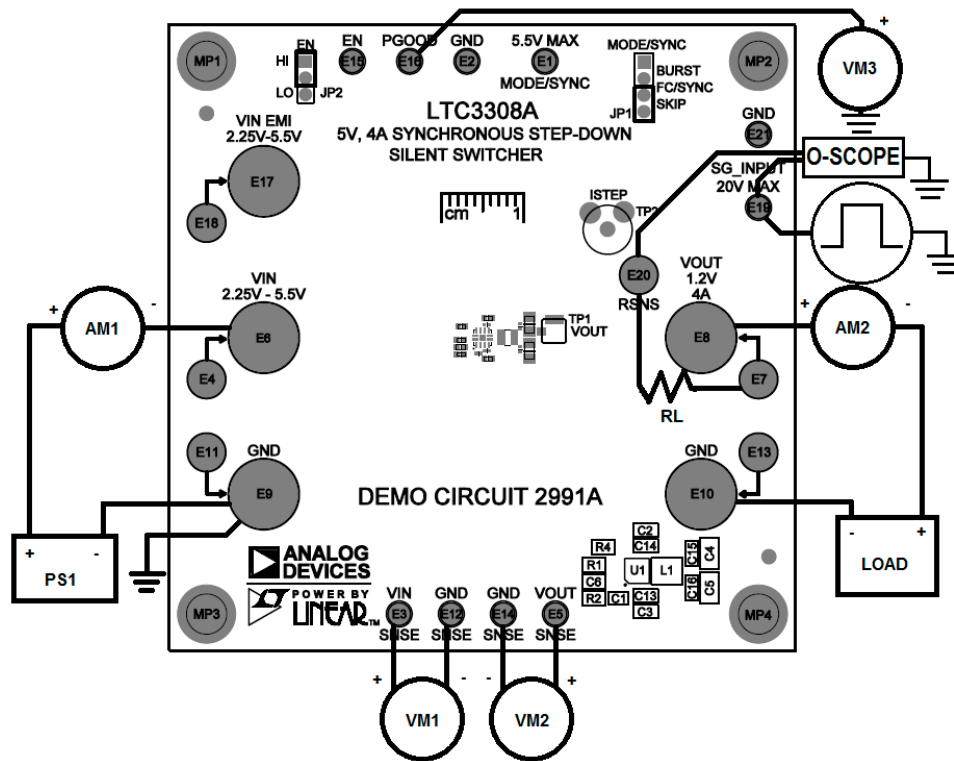 EN
HI
LO
JP2
EN
E15
PGOOD
E16
GND
E2
5.5V MAX
E1
MODE/SYNC
MODE/SYNC
BURST
FC/SYNC
SKIP
JP1
MP1
MP2
+
VM3
LTC3308A
5V, 4A SYNCHRONOUS STEP-DOWN
SILENT SWITCHER
VIN EMI
2.25V-5.5V
E17
E18
GND
E21
O-SCOPE
SG_INPUT
20V MAX
E19
cm 1
ISTEP
E20
RSNS
VIN
2.25V - 5.5V
E6
E4
+ AM1 -
TP1
VOUT
VOUT
1.2V
4A
E8
E7
RL
+ AM2 -
E11
GND
E9
DEMO CIRCUIT 2991A
GND
E10
E13
+ -
PS1
- +
LOAD
ANALOG
DEVICES
POWER BY
LINEAR™
C2
R4
C14
R1
C6
R2
C1
U1
L1
C13
C3
C15
C4
C16
C5
MP3
MP4
VIN
E3
SNSE
GND
E12
SNSE
GND
E14
SNSE
VOUT
E5
SNSE
+ VM1 -
- VM2 +